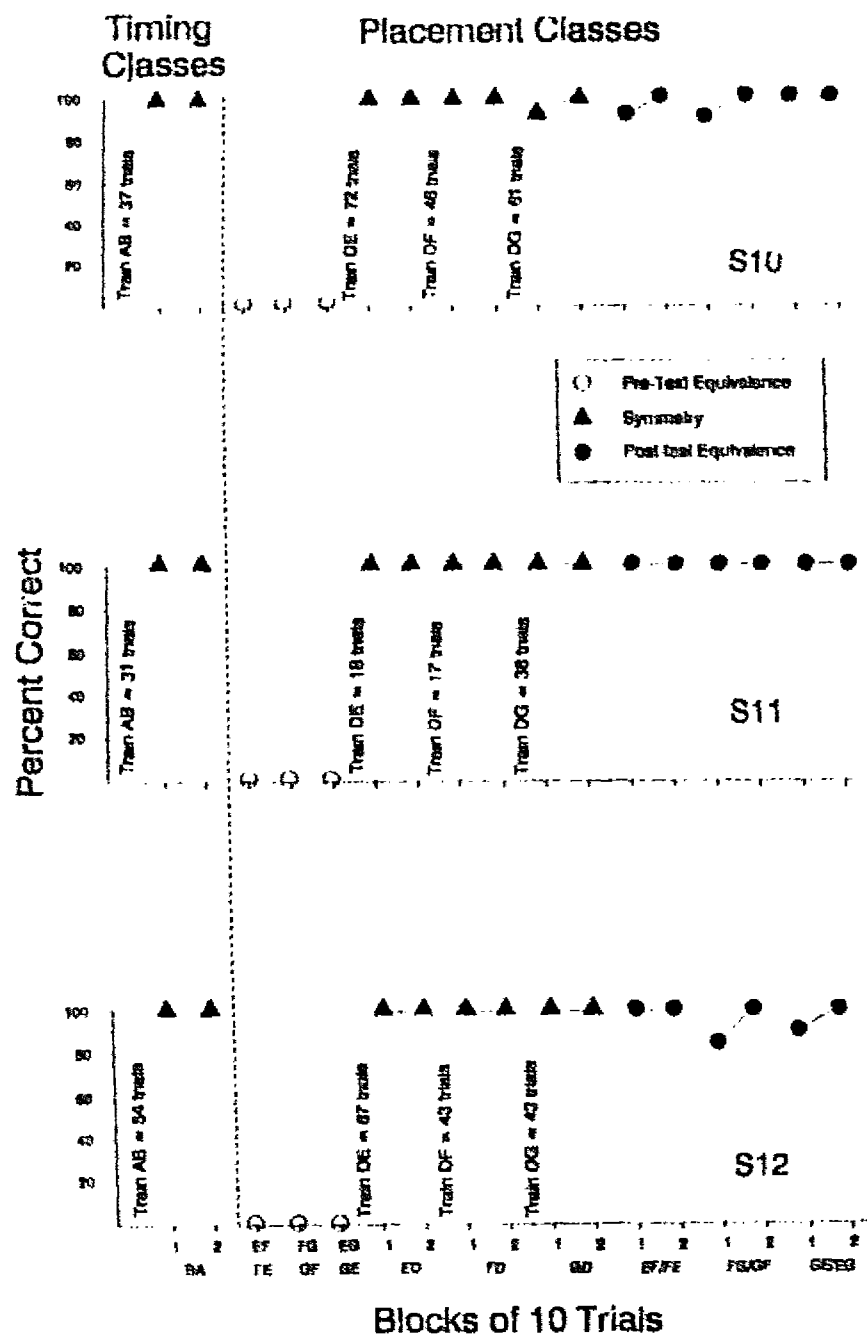 Timing Classes
Placement Classes
100
Train AB = 37 trials
Train DE = 72 trials
Train DF = 46 trials
Train DG = 61 trials
S10
Pre-Test Equivalence
Symmetry
Post test Equivalence
Percent Correct
100
80
60
40
20
Train AB = 31 trials
Train DE = 18 trials
Train DF = 17 trials
Train DG = 38 trials
S11
100
80
60
40
20
Train AB = 54 trials
Train DE = 67 trials
Train DF = 43 trials
Train DG = 43 trials
S12
1 2 EF FG EG 1 2 1 2 1 2 1 2 1 2 1 2
BA FE GF GE ED FD GD EF/FE FG/GF GE/EG
Blocks of 10 Trials